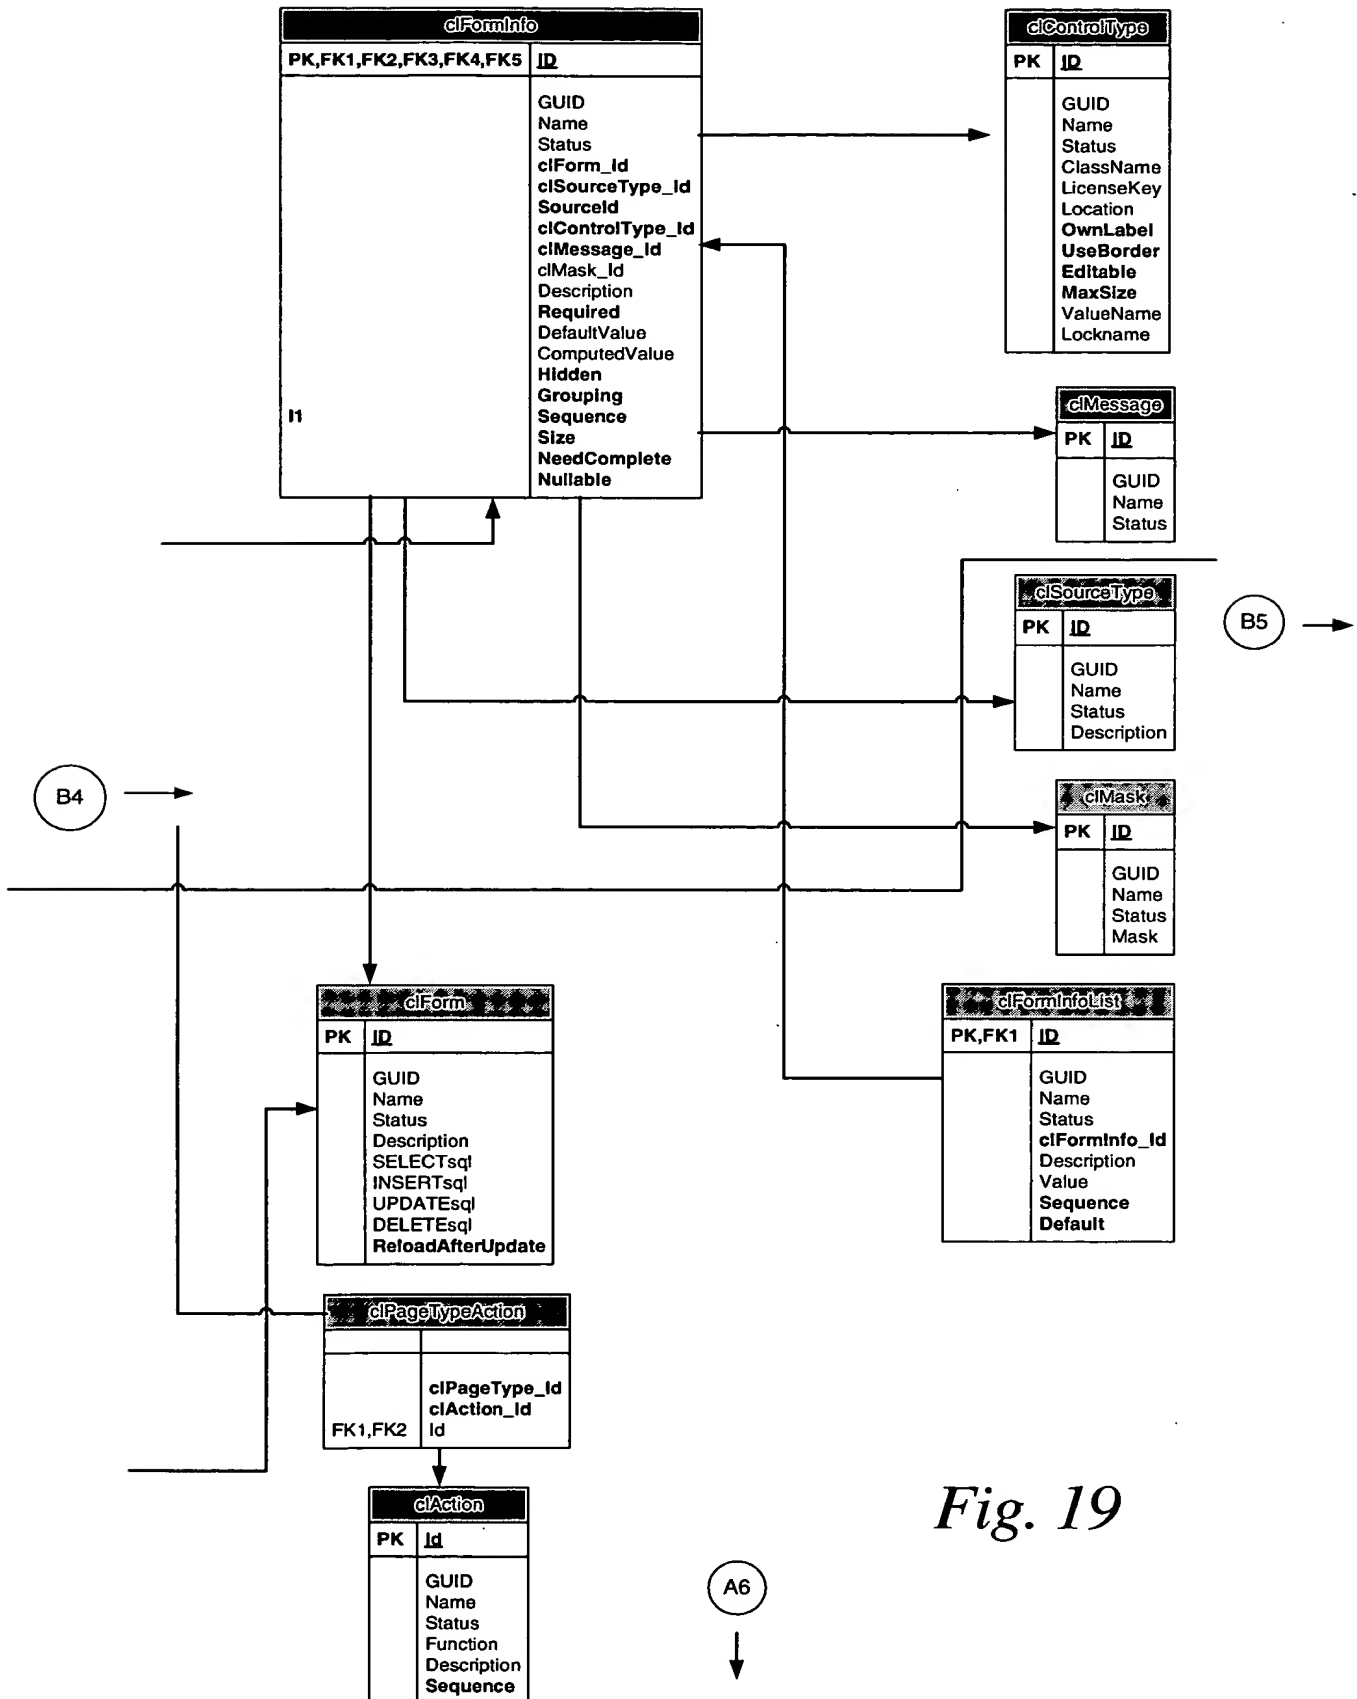 clFormInfo
PK,FK1,FK2,FK3,FK4,FK5 ID
GUID
Name
Status
clForm_Id
clSourceType_Id
SourceId
clControlType_Id
clMessage_Id
clMask_Id
Description
Required
DefaultValue
ComputedValue
Hidden
Grouping
I1 Sequence
Size
NeedComplete
Nullable
clControlType
PK ID
GUID
Name
Status
ClassName
LicenseKey
Location
OwnLabel
UseBorder
Editable
MaxSize
ValueName
Lockname
clMessage
PK ID
GUID
Name
Status
clSourceType
PK ID
GUID
Name
Status
Description
B5
B4
clMask
PK ID
GUID
Name
Status
Mask
clForm
PK ID
GUID
Name
Status
Description
SELECTsql
INSERTsql
UPDATEsql
DELETEsql
ReloadAfterUpdate
clFormInfoList
PK,FK1 ID
GUID
Name
Status
clFormInfo_Id
Description
Value
Sequence
Default
clPageTypeAction
clPageType_Id
clAction_Id
FK1,FK2 Id
clAction
PK Id
GUID
Name
Status
Function
Description
Sequence
Fig. 19
A6